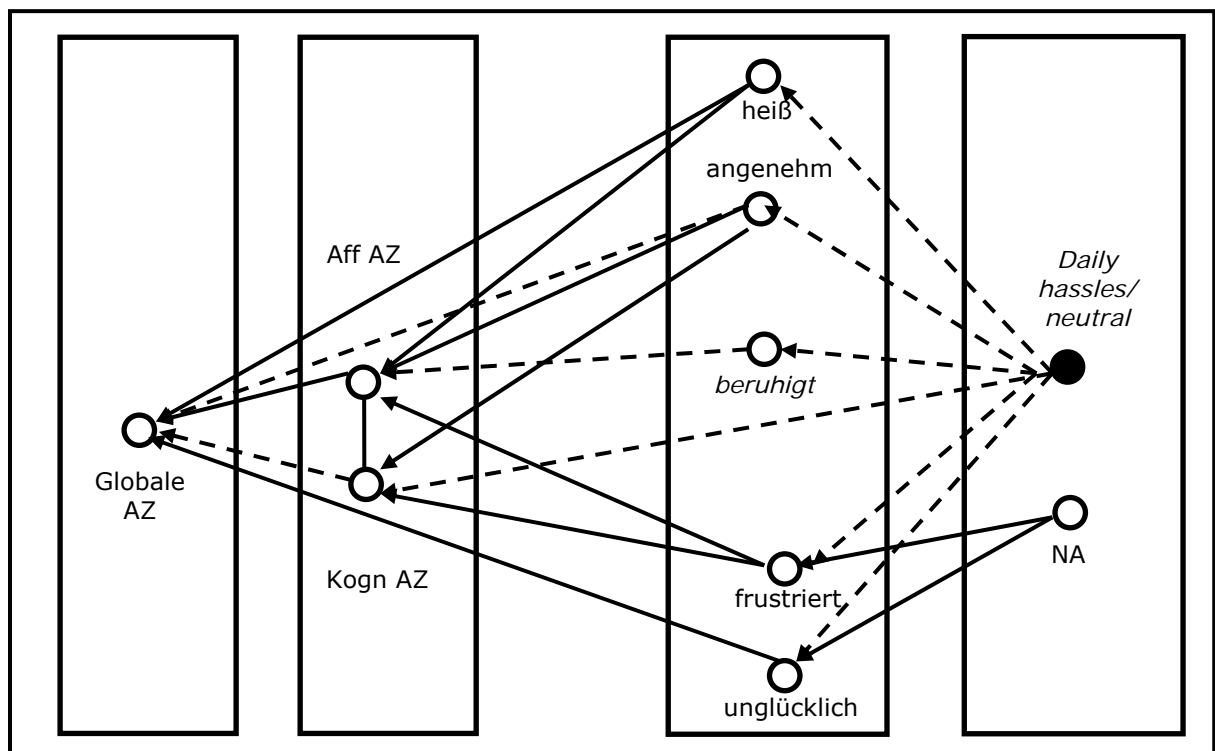 heiß
angenehm
Aff AZ
Daily
hassles/
neutral
beruhigt
Globale
AZ
NA
Kogn AZ
frustriert
unglücklich